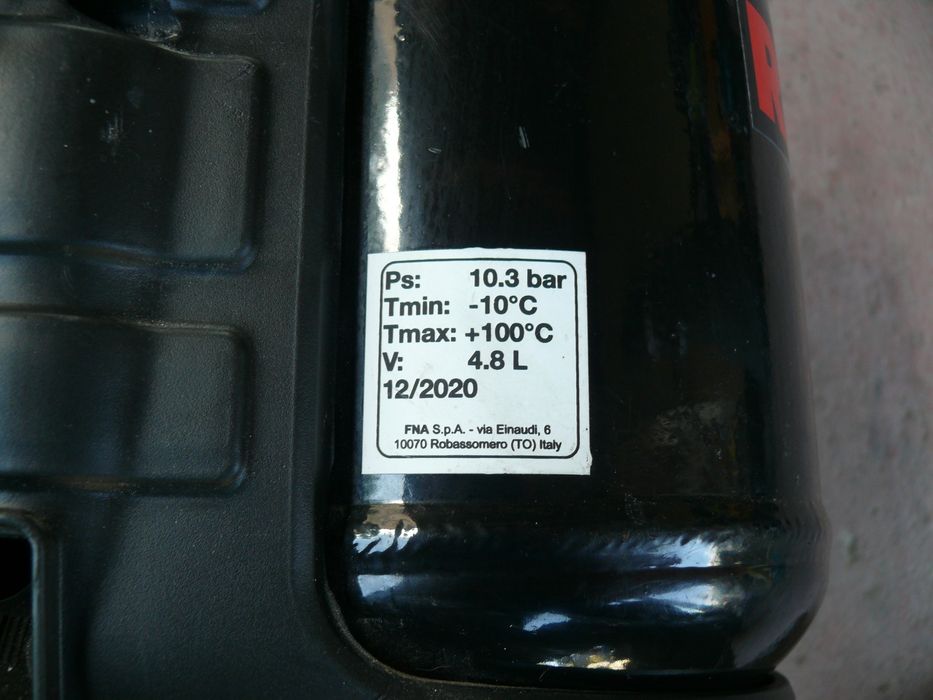 Ps: 10.3 bar
Tmin: -10°C
Tmax: +100°C
V: 4.8 L
12/2020
FNA S.p.A. - via Einaudi, 6
10070 Robassomero (TO) Italy